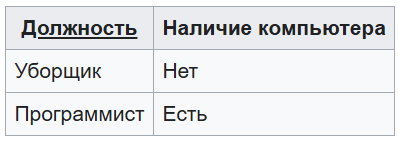 Должность Наличие компьютера
Уборщик Нет
Программист Есть